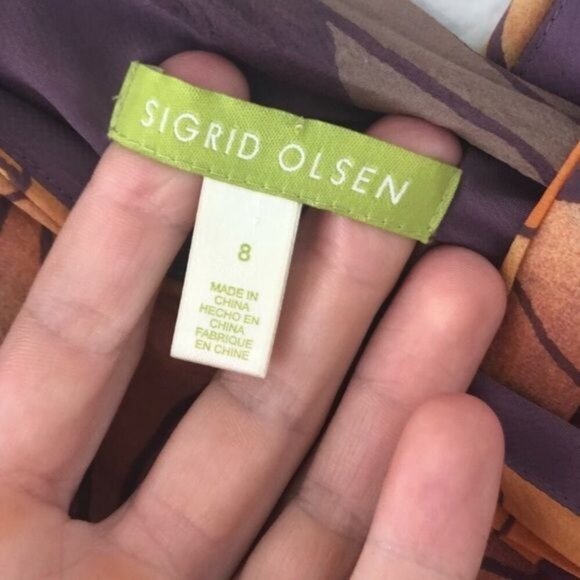 SIGRID OLSEN
8
MADE IN
CHINA
HECHO EN
CHINA
FABRIQUE
EN CHINE